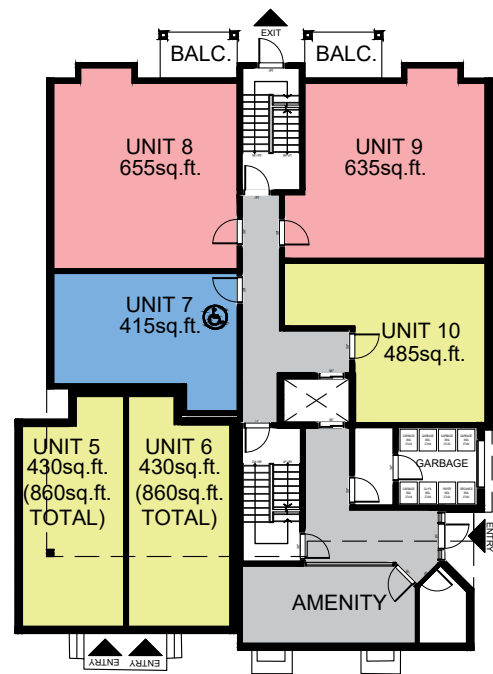 EXIT
BALC.
BALC.
UNIT 8
655sq.ft.
UNIT 9
635sq.ft.
UNIT 7
415sq.ft.
UNIT 10
485sq.ft.
UNIT 5
430sq.ft.
(860sq.ft.
TOTAL)
UNIT 6
430sq.ft.
(860sq.ft.
TOTAL)
GARBAGE
ENTRY
AMENITY
ENTRY
ENTRY